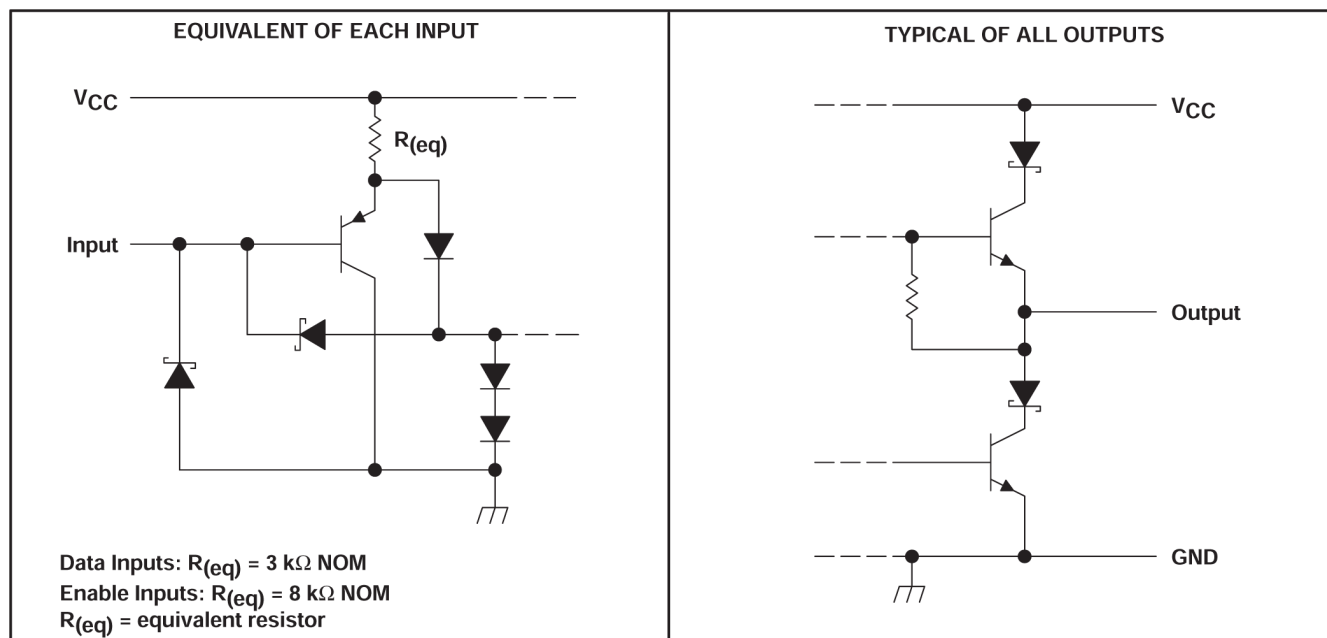 EQUIVALENT OF EACH INPUT
VCC
R(eq)
Input
Data Inputs: R(eq) = 3 kΩ NOM
Enable Inputs: R(eq) = 8 kΩ NOM
R(eq) = equivalent resistor
TYPICAL OF ALL OUTPUTS
VCC
Output
GND